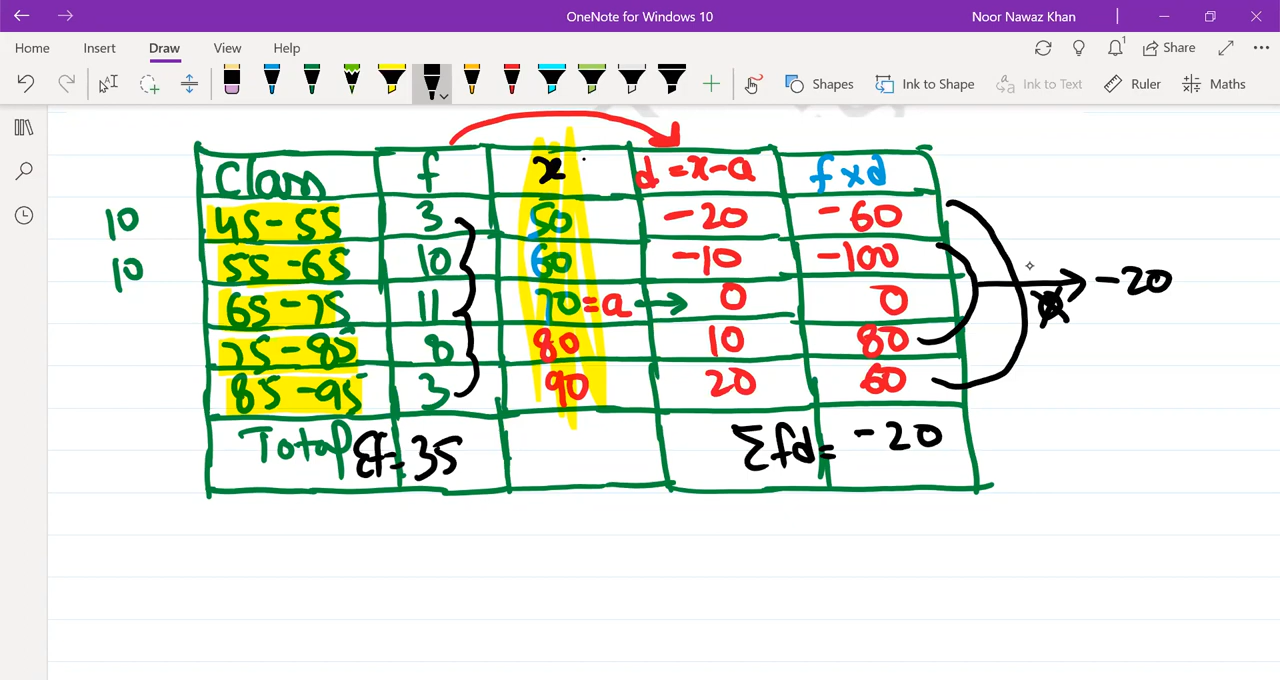 OneNote for Windows 10
Noor Nawaz Khan
Home Insert Draw View Help
1 Share
Shapes Ink to Shape Ink to Text Ruler Maths
Class f x d = x - a f x d
10 45 - 55 3 50 - 20 - 60
10 55 - 65 10 60 - 10 - 100
65 - 75 11 70 = a → 0 0 → - 20
75 - 85 8 80 10 80
85 - 95 3 90 20 60
Total Σf = 35 Σfd = - 20